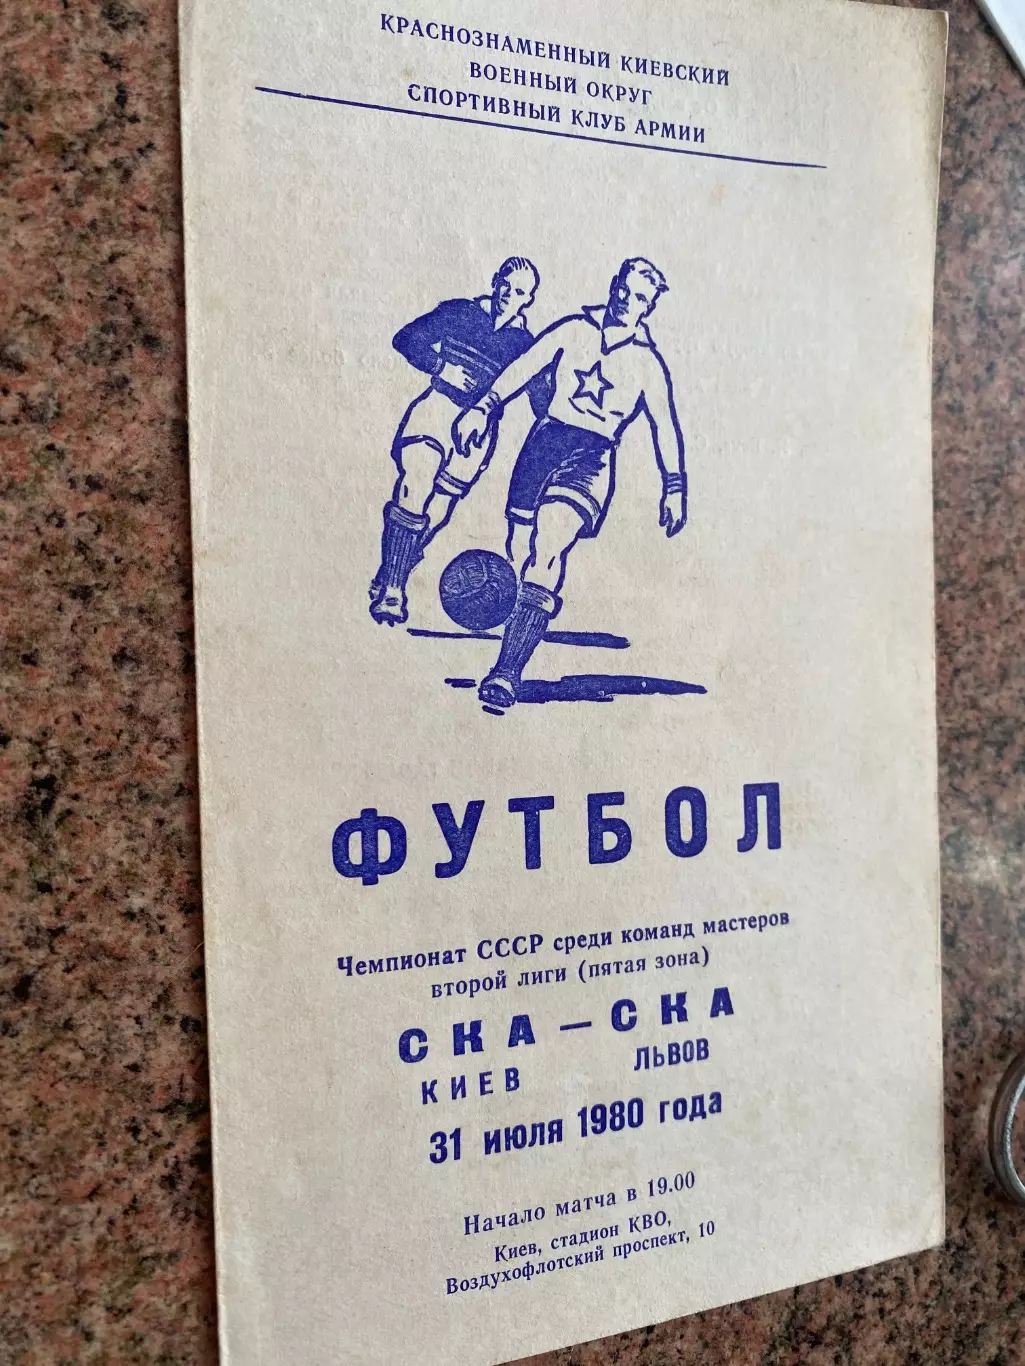 КРАСНОЗНАМЕННЫЙ КИЕВСКИЙ
ВОЕННЫЙ ОКРУГ
СПОРТИВНЫЙ КЛУБ АРМИИ
ФУТБОЛ
Чемпионат СССР среди команд мастеров
второй лиги (пятая зона)
СКА — СКА
КИЕВ ЛЬВОВ
31 июля 1980 года
Начало матча в 19.00
Киев, стадион КВО,
Воздухофлотский проспект, 10